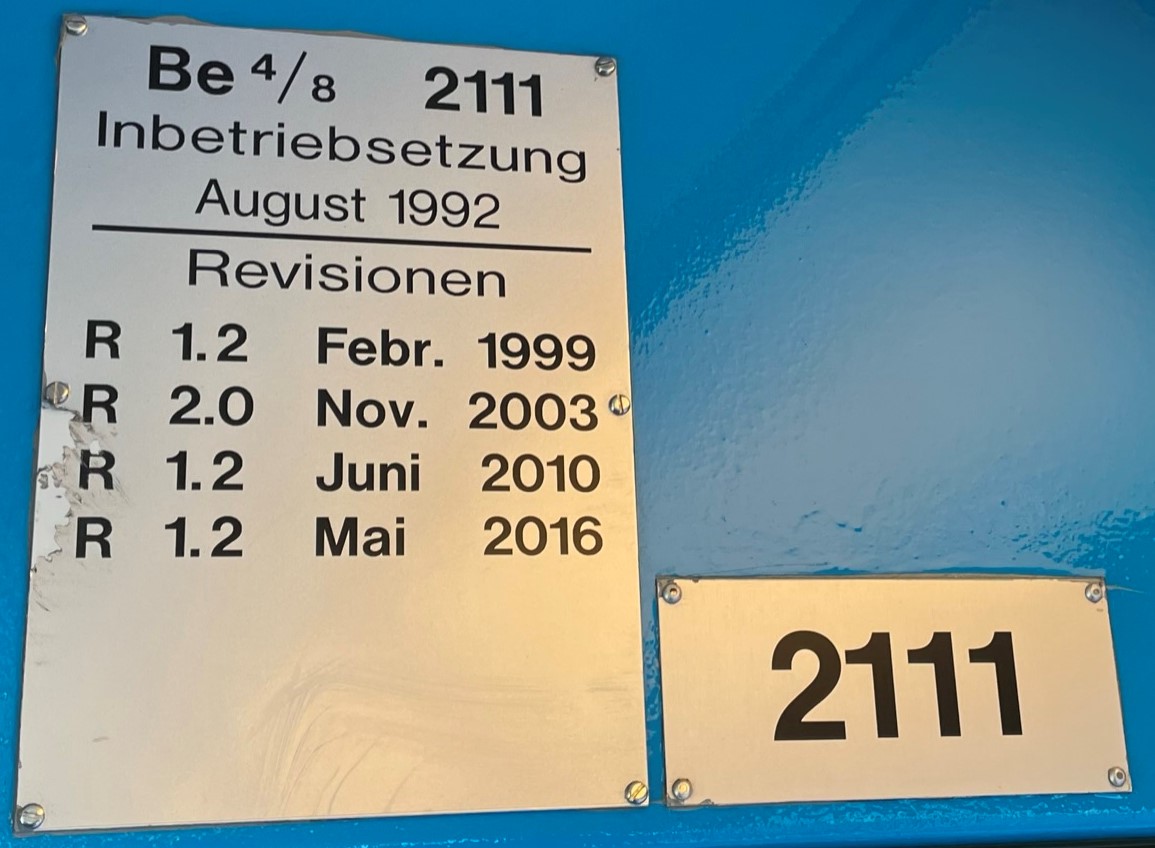 Be 4/8 2111
Inbetriebsetzung
August 1992
Revisionen
R 1.2 Febr. 1999
R 2.0 Nov. 2003
R 1.2 Juni 2010
R 1.2 Mai 2016
2111